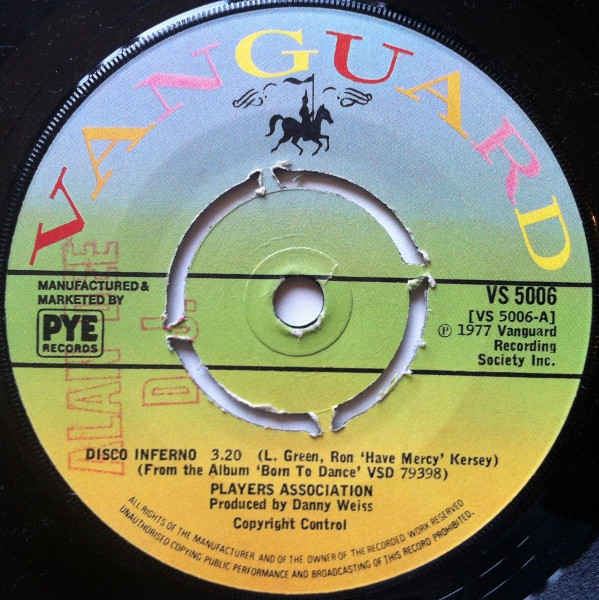 VANGUARD
MANUFACTURED &
MARKETED BY
PYE
RECORDS
VS 5006
[VS 5006-A]
℗ 1977 Vanguard
Recording
Society Inc.
ALAN LEE
D.J.
DISCO INFERNO 3.20 (L. Green, Ron 'Have Mercy' Kersey)
(From the Album 'Born To Dance' VSD 79398)
PLAYERS ASSOCIATION
Produced by Danny Weiss
Copyright Control
ALL RIGHTS OF THE MANUFACTURER AND OF THE OWNER OF THE RECORDED WORK RESERVED
UNAUTHORISED COPYING PUBLIC PERFORMANCE AND BROADCASTING OF THIS RECORD PROHIBITED.